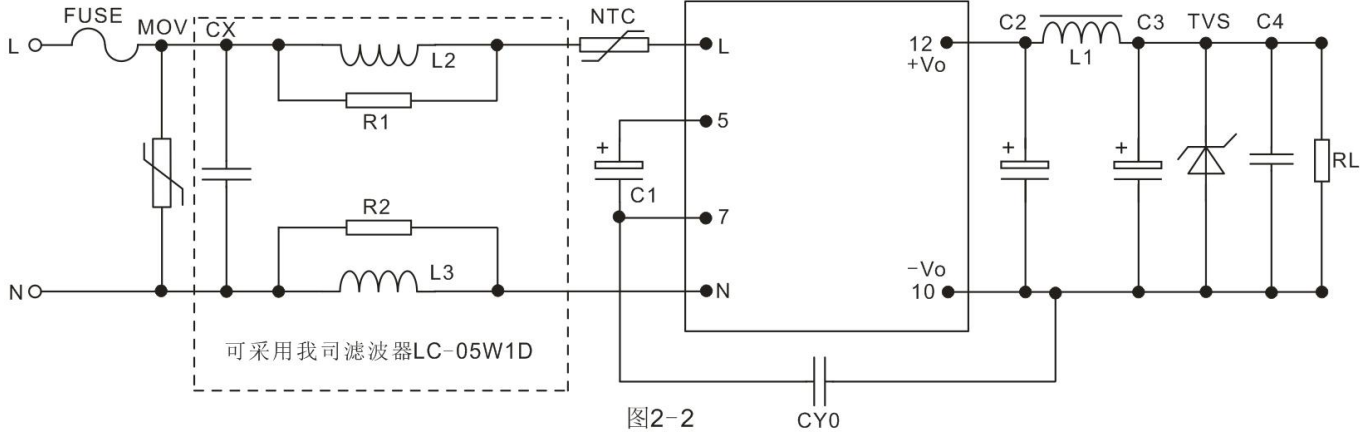 FUSE
MOV
CX
NTC
L
L2
R1
L
5
C1
7
R2
L3
N
N
12
+Vo
-Vo
10
C2
L1
C3
TVS
C4
RL
+
+
+
可采用我司滤波器LC-05W1D
CY0
图2-2